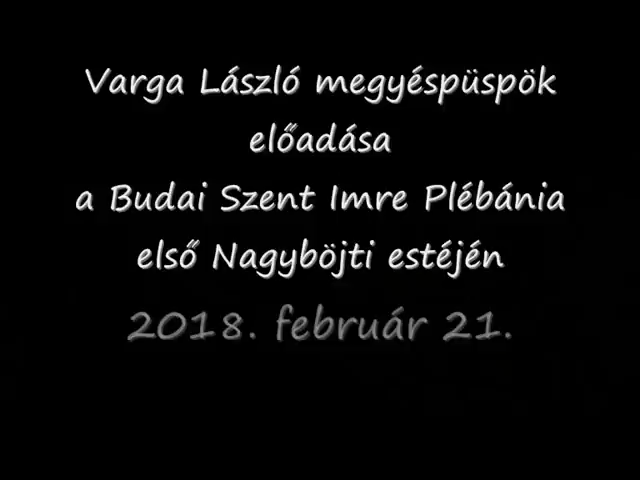 Varga László megyéspüspök
előadása
a Budai Szent Imre Plébánia
első Nagyböjti estéjén
2018. február 21.